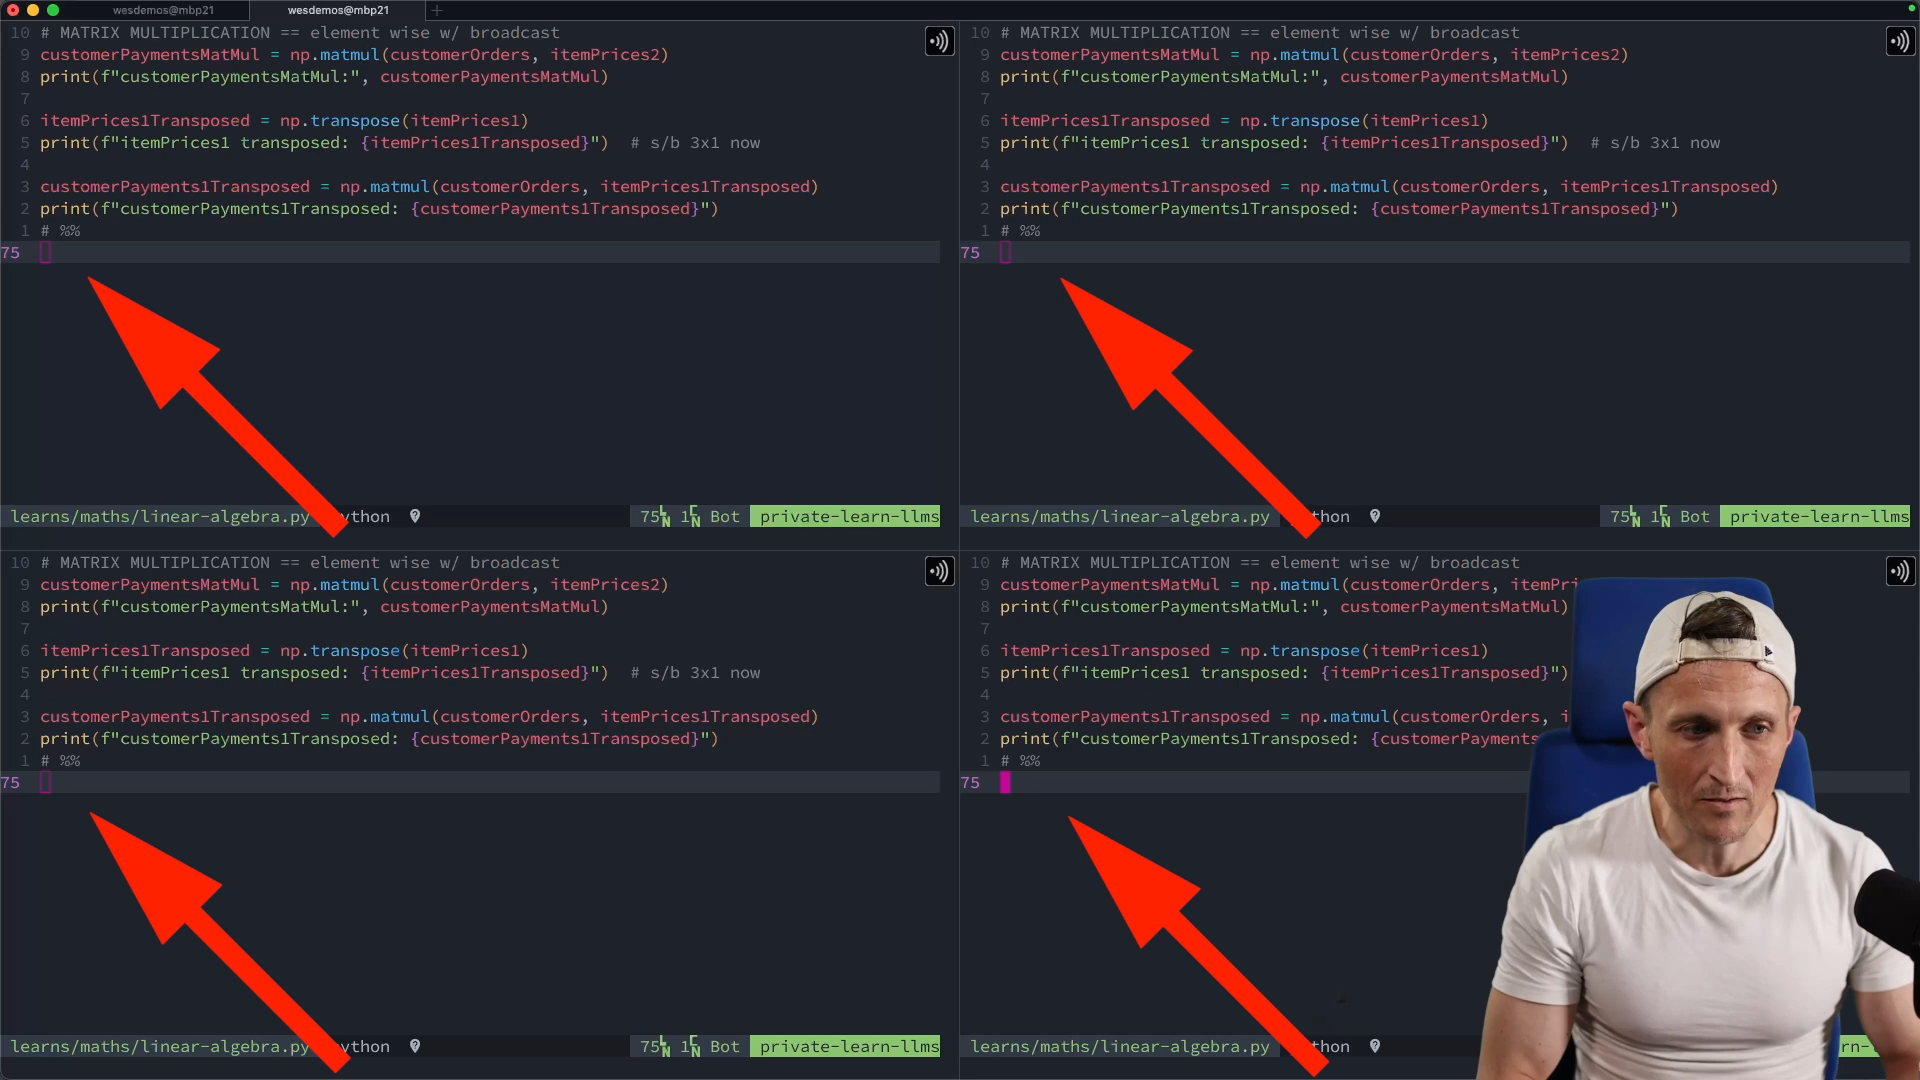 wesdemos@mbp21
wesdemos@mbp21
10 # MATRIX MULTIPLICATION == element wise w/ broadcast
9 customerPaymentsMatMul = np.matmul(customerOrders, itemPrices2)
8 print(f"customerPaymentsMatMul:", customerPaymentsMatMul)
7
6 itemPrices1Transposed = np.transpose(itemPrices1)
5 print(f"itemPrices1 transposed: {itemPrices1Transposed}") # s/b 3x1 now
4
3 customerPayments1Transposed = np.matmul(customerOrders, itemPrices1Transposed)
2 print(f"customerPayments1Transposed: {customerPayments1Transposed}")
1 # %%
75
learns/maths/linear-algebra.py ython 75 1 Bot private-learn-llms
10 # MATRIX MULTIPLICATION == element wise w/ broadcast
9 customerPaymentsMatMul = np.matmul(customerOrders, itemPrices2)
8 print(f"customerPaymentsMatMul:", customerPaymentsMatMul)
7
6 itemPrices1Transposed = np.transpose(itemPrices1)
5 print(f"itemPrices1 transposed: {itemPrices1Transposed}") # s/b 3x1 now
4
3 customerPayments1Transposed = np.matmul(customerOrders, itemPrices1Transposed)
2 print(f"customerPayments1Transposed: {customerPayments1Transposed}")
1 # %%
75
learns/maths/linear-algebra.py thon 75 1 Bot private-learn-llms
10 # MATRIX MULTIPLICATION == element wise w/ broadcast
9 customerPaymentsMatMul = np.matmul(customerOrders, itemPrices2)
8 print(f"customerPaymentsMatMul:", customerPaymentsMatMul)
7
6 itemPrices1Transposed = np.transpose(itemPrices1)
5 print(f"itemPrices1 transposed: {itemPrices1Transposed}") # s/b 3x1 now
4
3 customerPayments1Transposed = np.matmul(customerOrders, itemPrices1Transposed)
2 print(f"customerPayments1Transposed: {customerPayments1Transposed}")
1 # %%
75
learns/maths/linear-algebra.py ython 75 1 Bot private-learn-llms
10 # MATRIX MULTIPLICATION == element wise w/ broadcast
9 customerPaymentsMatMul = np.matmul(customerOrders, itemPri
8 print(f"customerPaymentsMatMul:", customerPaymentsMatMul)
7
6 itemPrices1Transposed = np.transpose(itemPrices1)
5 print(f"itemPrices1 transposed: {itemPrices1Transposed}")
4
3 customerPayments1Transposed = np.matmul(customerOrders, i
2 print(f"customerPayments1Transposed: {customerPayments
1 # %%
75
learns/maths/linear-algebra.py thon rn-l